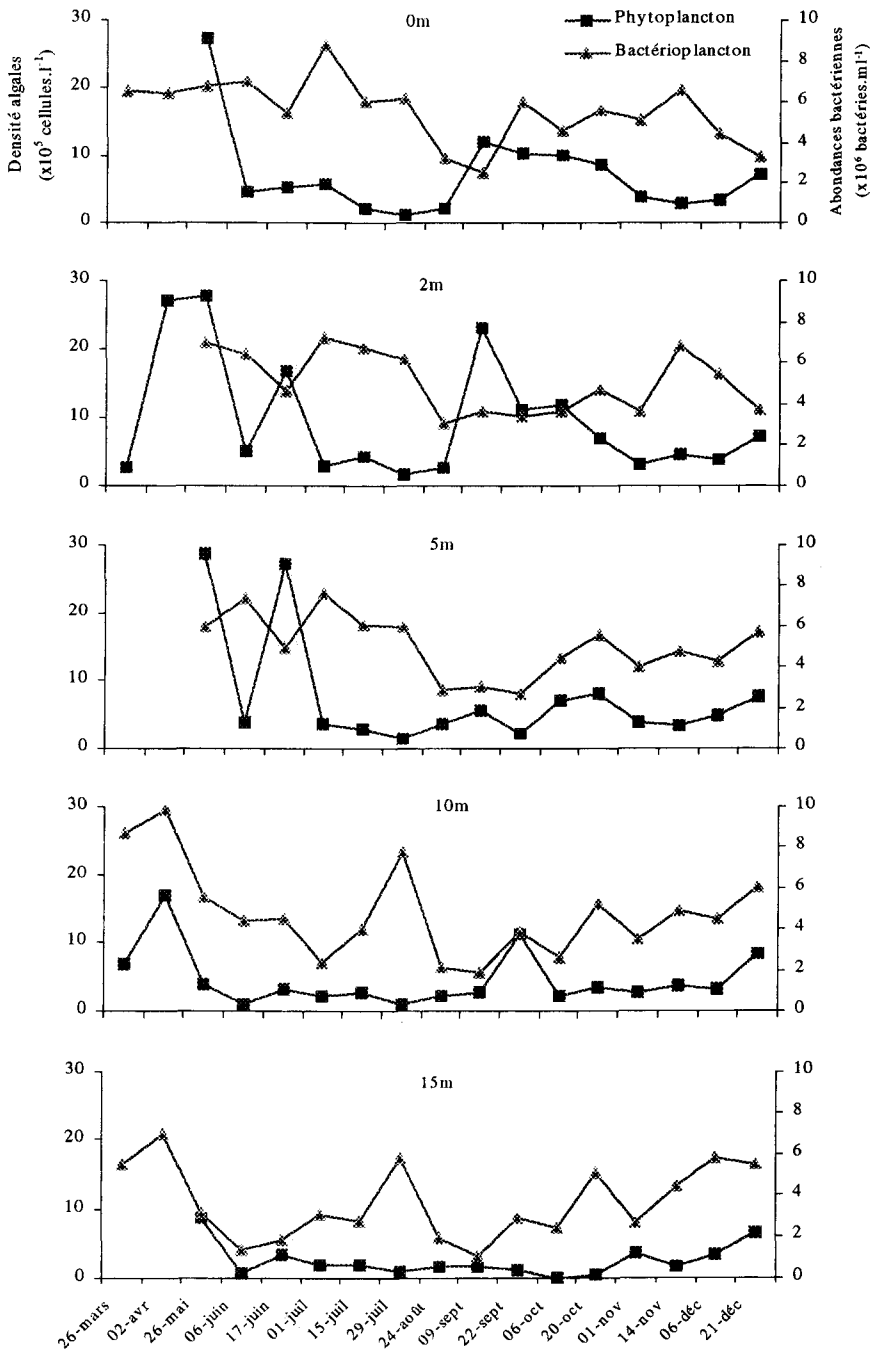 0m
Phytoplancton
Bactérioplancton
Densité algales
(x10⁵ cellules.l⁻¹)
Abondances bactériennes
(x10⁶ bactéries.ml⁻¹)
30
20
10
0
10
8
6
4
2
0
2m
30
20
10
0
10
8
6
4
2
0
5m
30
20
10
0
10
8
6
4
2
0
10m
30
20
10
0
10
8
6
4
2
0
15m
30
20
10
0
10
8
6
4
2
0
26-mars
02-avr
26-mai
06-juin
17-juin
01-juil
15-juil
29-juil
24-août
09-sept
22-sept
06-oct
20-oct
01-nov
14-nov
06-déc
21-déc